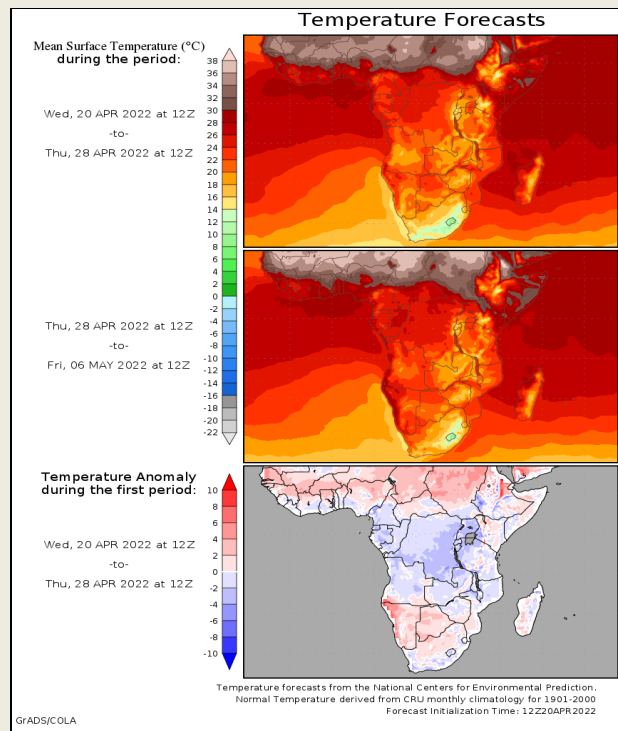 Temperature Forecasts
Mean Surface Temperature (°C)
during the period:
Wed, 20 APR 2022 at 12Z
-to-
Thu, 28 APR 2022 at 12Z
38
36
34
32
30
28
26
24
22
20
18
16
14
12
10
8
6
4
2
0
-2
-4
-6
-8
-10
-12
-14
-16
-18
-20
-22
Thu, 28 APR 2022 at 12Z
-to-
Fri, 06 MAY 2022 at 12Z
Temperature Anomaly
during the first period:
Wed, 20 APR 2022 at 12Z
-to-
Thu, 28 APR 2022 at 12Z
10
8
6
4
2
0
-2
-4
-6
-8
-10
Temperature forecasts from the National Centers for Environmental Prediction.
Normal Temperature derived from CRU monthly climatology for 1901-2000
Forecast Initialization Time: 12Z20APR2022
GrADS/COLA